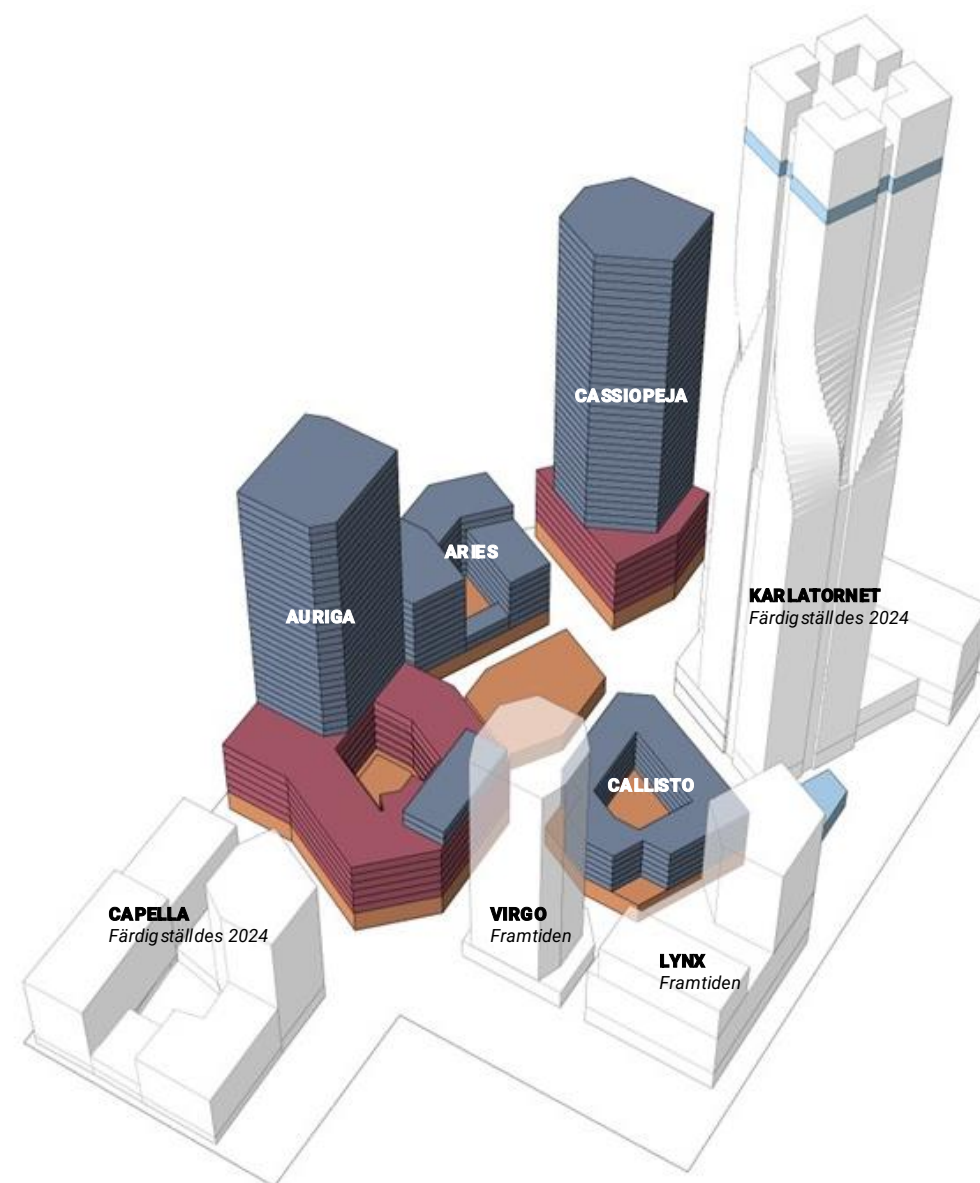 CASSIOPEJA
ARIES
AURIGA
KARLATORNET
Färdigställdes 2024
CALLISTO
CAPELLA
Färdigställdes 2024
VIRGO
Framtiden
LYNX
Framtiden